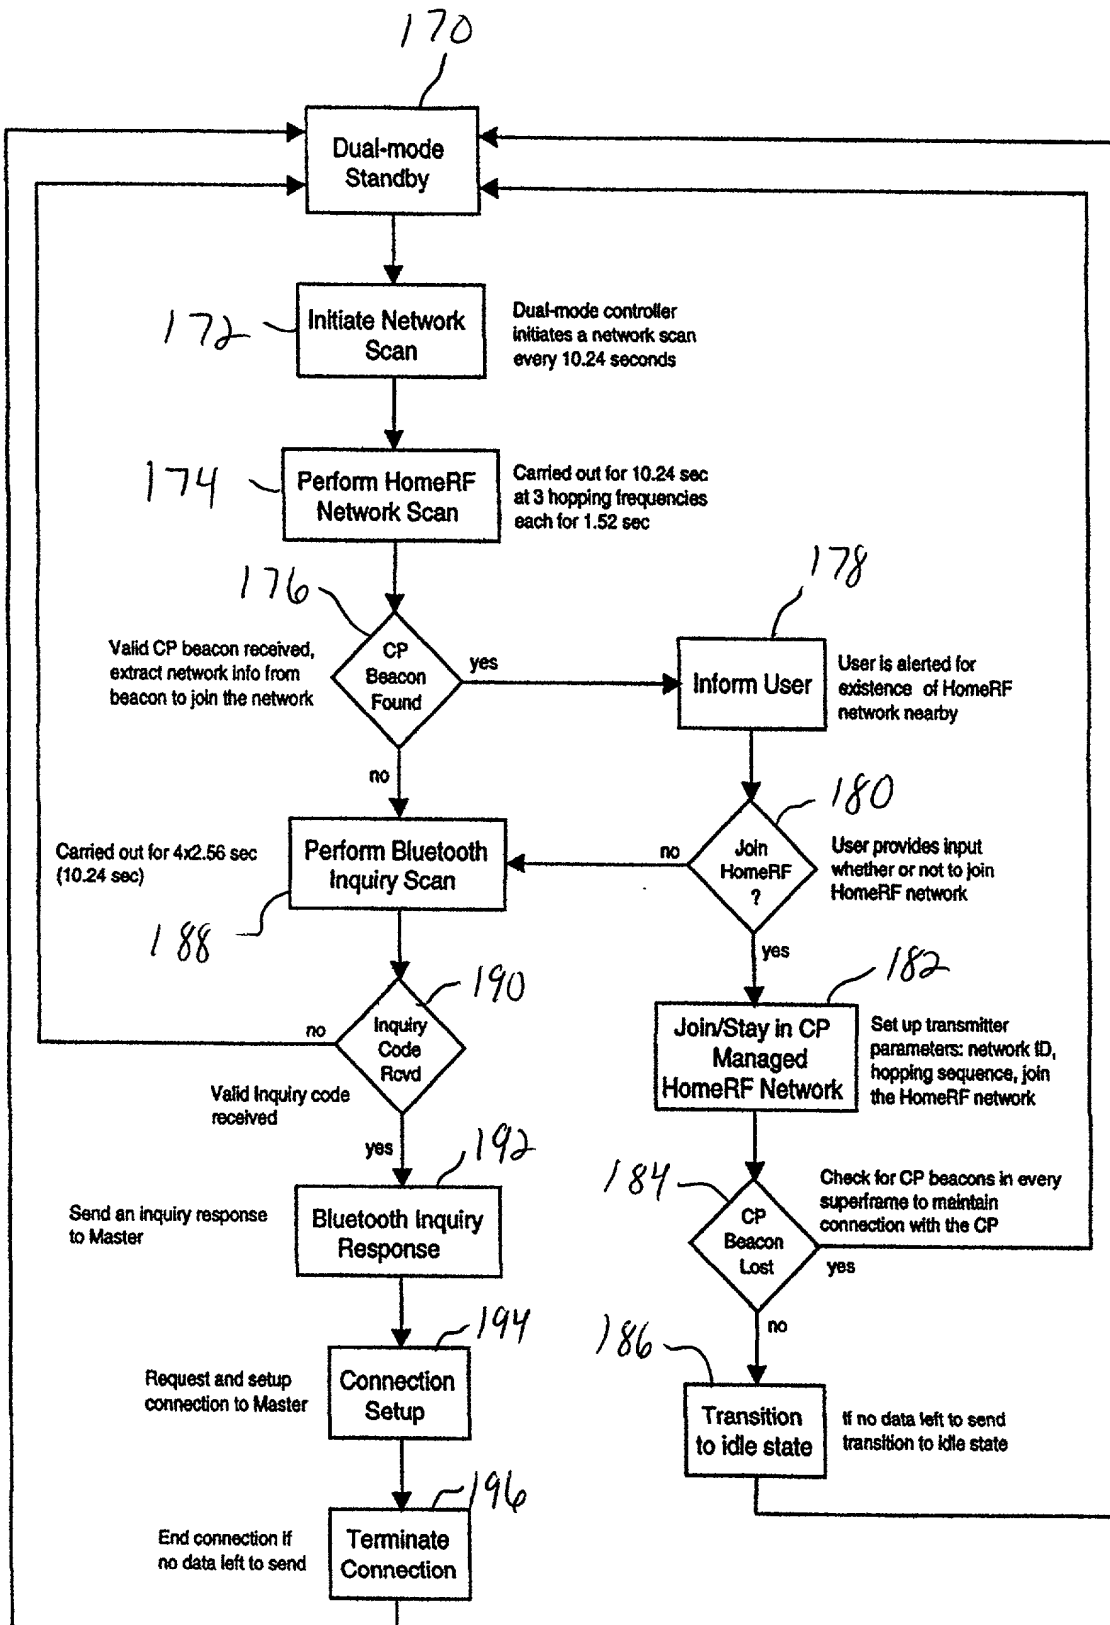 170
Dual-mode
Standby
172
Initiate Network
Scan
Dual-mode controller
initiates a network scan
every 10.24 seconds
174
Perform HomeRF
Network Scan
Carried out for 10.24 sec
at 3 hopping frequencies
each for 1.52 sec
176
178
Valid CP beacon received,
extract network info from
beacon to join the network
CP
Beacon
Found
yes
Inform User
User is alerted for
existence of HomeRF
network nearby
no
180
Carried out for 4x2.56 sec
(10.24 sec)
Perform Bluetooth
Inquiry Scan
no
Join
HomeRF
?
User provides input
whether or not to join
HomeRF network
188
yes
190
182
no
Inquiry
Code
Rcvd
Join/Stay in CP
Managed
HomeRF Network
Set up transmitter
parameters: network ID,
hopping sequence, join
the HomeRF network
Valid Inquiry code
received
yes
192
184
Check for CP beacons in every
superframe to maintain
connection with the CP
Send an inquiry response
to Master
Bluetooth Inquiry
Response
CP
Beacon
Lost
yes
no
194
186
Request and setup
connection to Master
Connection
Setup
Transition
to idle state
If no data left to send
transition to idle state
196
End connection if
no data left to send
Terminate
Connection